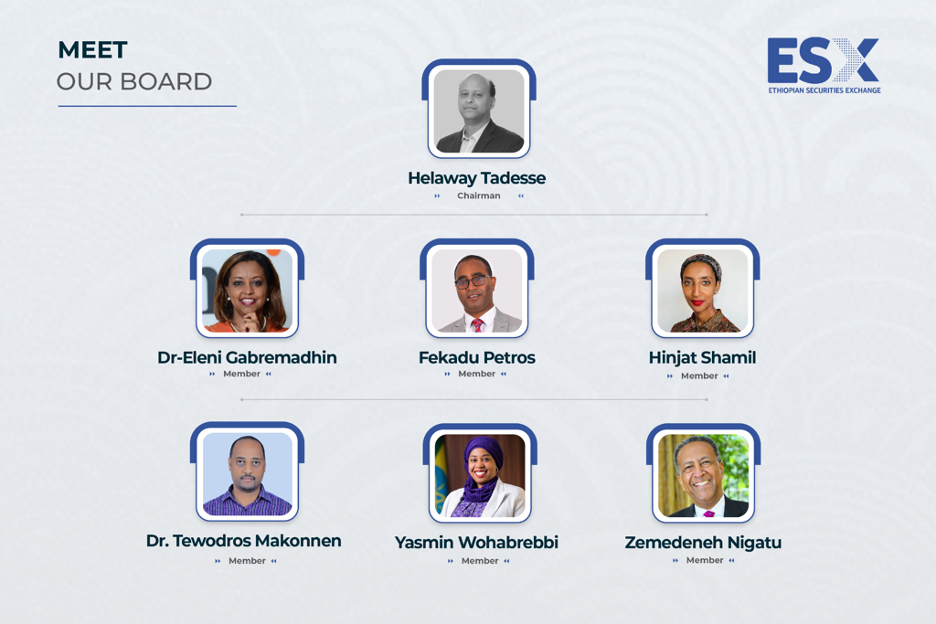 MEET
OUR BOARD
ESX
ETHIOPIAN SECURITIES EXCHANGE
Helaway Tadesse
Chairman
Dr-Eleni Gabremadhin
Member
Fekadu Petros
Member
Hinjat Shamil
Member
Dr. Tewodros Makonnen
Member
Yasmin Wohabrebbi
Member
Zemedeneh Nigatu
Member